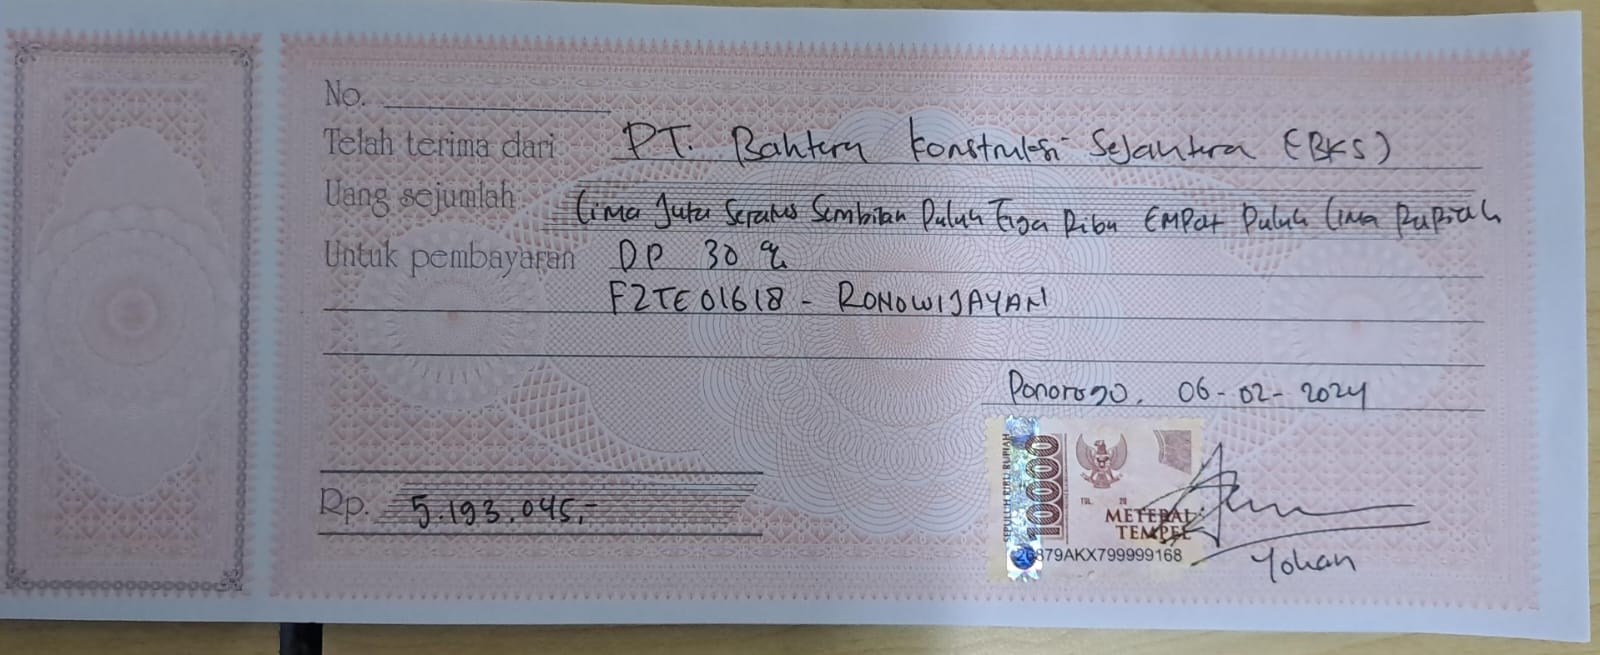 No.
Telah terima dari PT. Bahtera Konstruksi Sejahtera (BKS)
Uang sejumlah Lima Juta Seratus Sembilan Puluh Tiga Ribu Empat Puluh Lima Rupiah
Untuk pembayaran DP 30 %
F2TE01618 - RONOWIJAYAN
Ponorogo, 06-02-2024
SEPULUH RIBU RUPIAH
10000
TGL. 20
METERAI
TEMPEL
26879AKX799999168
Rp. 5.193.045,-
Yohan